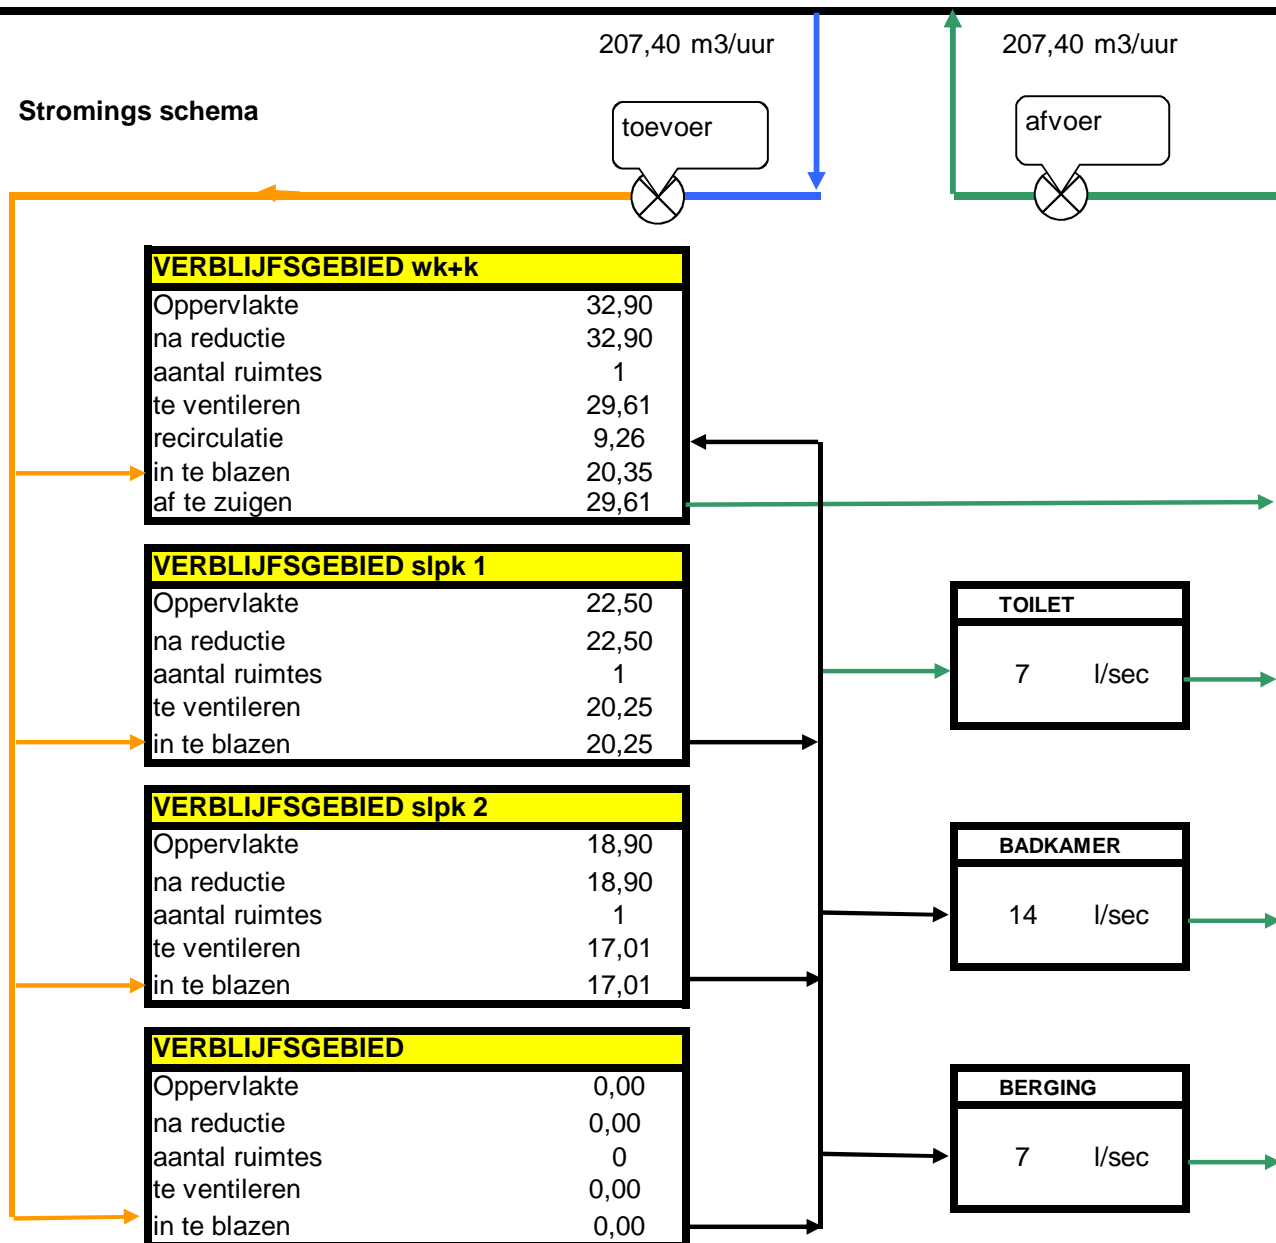 207,40 m3/uur
207,40 m3/uur
Stromings schema
toevoer
afvoer
VERBLIJFSGEBIED wk+k
Oppervlakte 32,90
na reductie 32,90
aantal ruimtes 1
te ventileren 29,61
recirculatie 9,26
in te blazen 20,35
af te zuigen 29,61
VERBLIJFSGEBIED slpk 1
Oppervlakte 22,50
na reductie 22,50
aantal ruimtes 1
te ventileren 20,25
in te blazen 20,25
TOILET
7 l/sec
VERBLIJFSGEBIED slpk 2
Oppervlakte 18,90
na reductie 18,90
aantal ruimtes 1
te ventileren 17,01
in te blazen 17,01
BADKAMER
14 l/sec
VERBLIJFSGEBIED
Oppervlakte 0,00
na reductie 0,00
aantal ruimtes 0
te ventileren 0,00
in te blazen 0,00
BERGING
7 l/sec